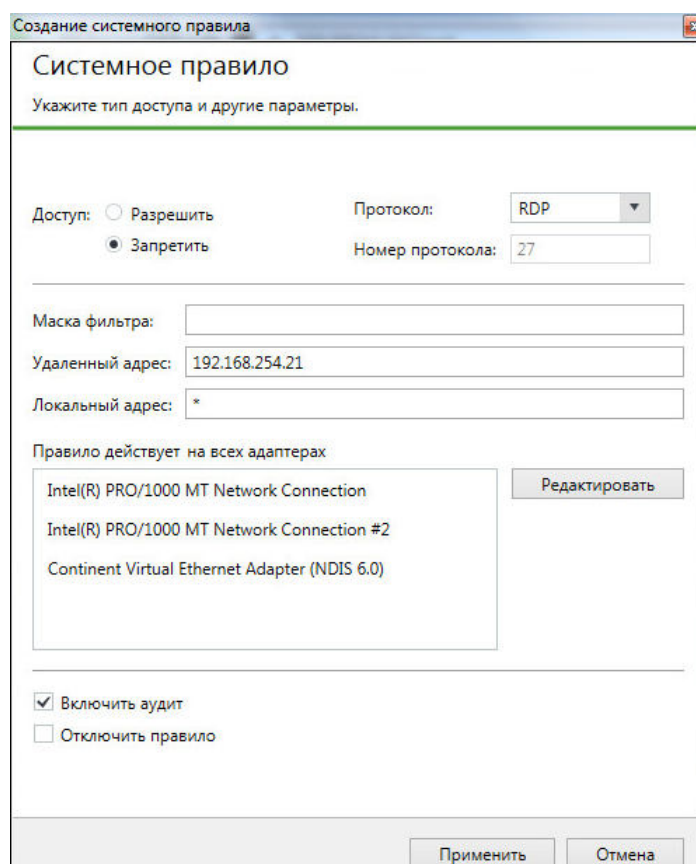 Создание системного правила
Системное правило
Укажите тип доступа и другие параметры.
Доступ: Разрешить
Запретить
Протокол: RDP
Номер протокола: 27
Маска фильтра:
Удаленный адрес: 192.168.254.21
Локальный адрес: *
Правило действует на всех адаптерах
Intel(R) PRO/1000 MT Network Connection
Intel(R) PRO/1000 MT Network Connection #2
Continent Virtual Ethernet Adapter (NDIS 6.0)
Редактировать
Включить аудит
Отключить правило
Применить
Отмена